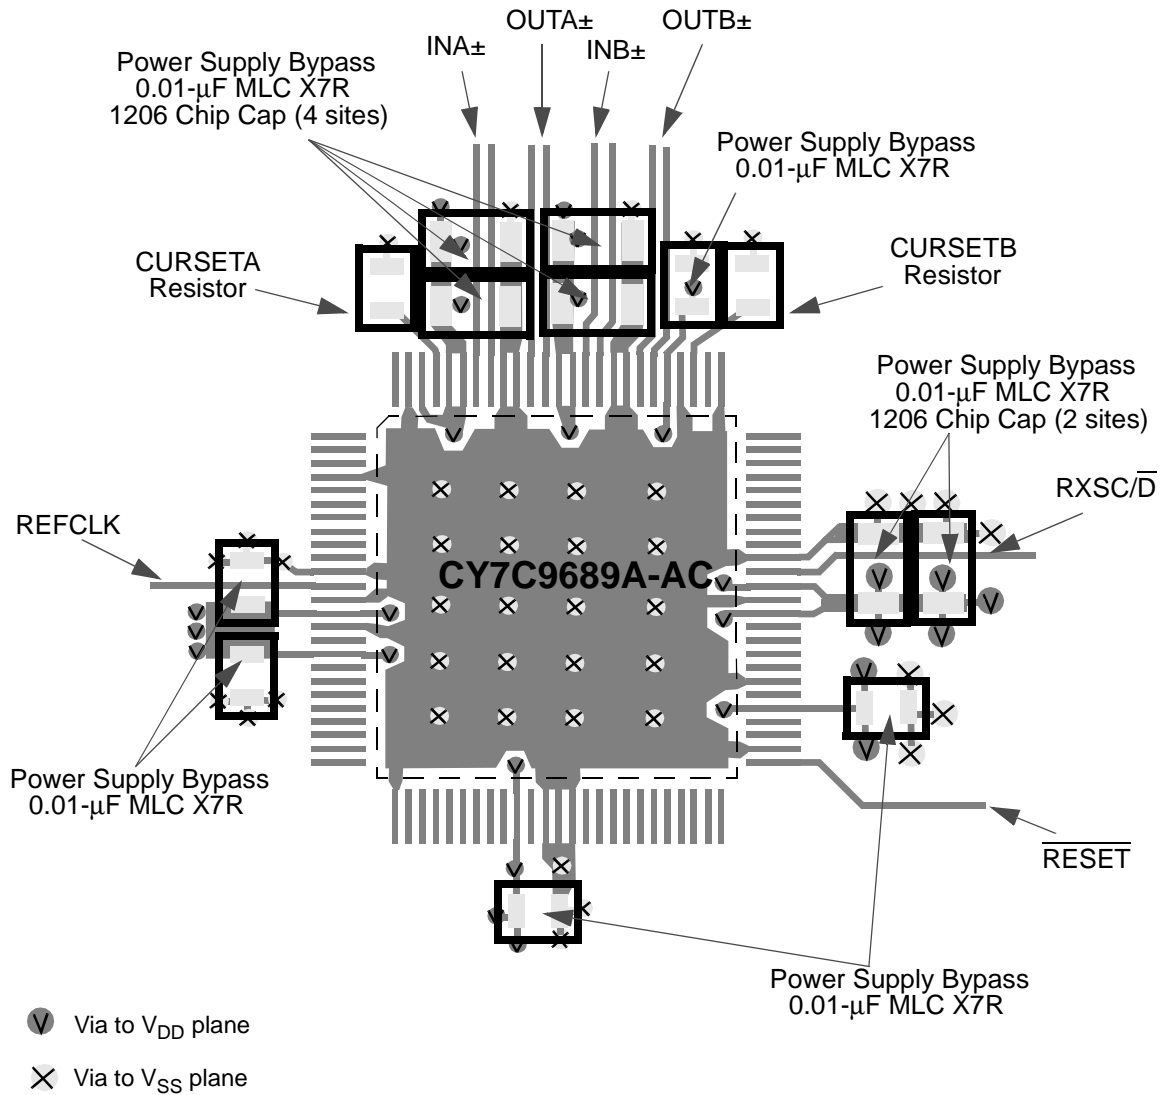 OUTA±
OUTB±
INA±
INB±
Power Supply Bypass
0.01-μF MLC X7R
1206 Chip Cap (4 sites)
Power Supply Bypass
0.01-μF MLC X7R
CURSETA
Resistor
CURSETB
Resistor
Power Supply Bypass
0.01-μF MLC X7R
1206 Chip Cap (2 sites)
RXSC/D̅
REFCLK
CY7C9689A-AC
Power Supply Bypass
0.01-μF MLC X7R
R̅E̅S̅E̅T̅
Power Supply Bypass
0.01-μF MLC X7R
V Via to VDD plane
Via to VSS plane